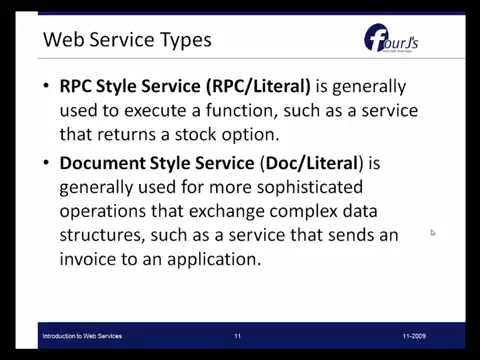 Web Service Types
fourJ's
• RPC Style Service (RPC/Literal) is generally
used to execute a function, such as a service
that returns a stock option.
• Document Style Service (Doc/Literal) is
generally used for more sophisticated
operations that exchange complex data
structures, such as a service that sends an
invoice to an application.
Introduction to Web Services
11
11-2009